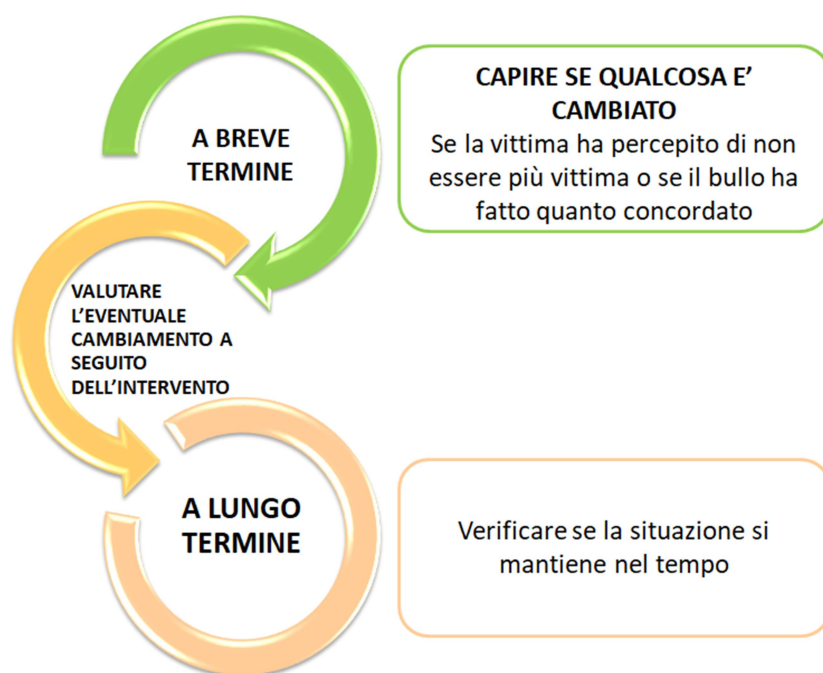 A BREVE
TERMINE
CAPIRE SE QUALCOSA E’
CAMBIATO
Se la vittima ha percepito di non
essere più vittima o se il bullo ha
fatto quanto concordato
VALUTARE
L’EVENTUALE
CAMBIAMENTO A
SEGUITO
DELL’INTERVENTO
A LUNGO
TERMINE
Verificare se la situazione si
mantiene nel tempo